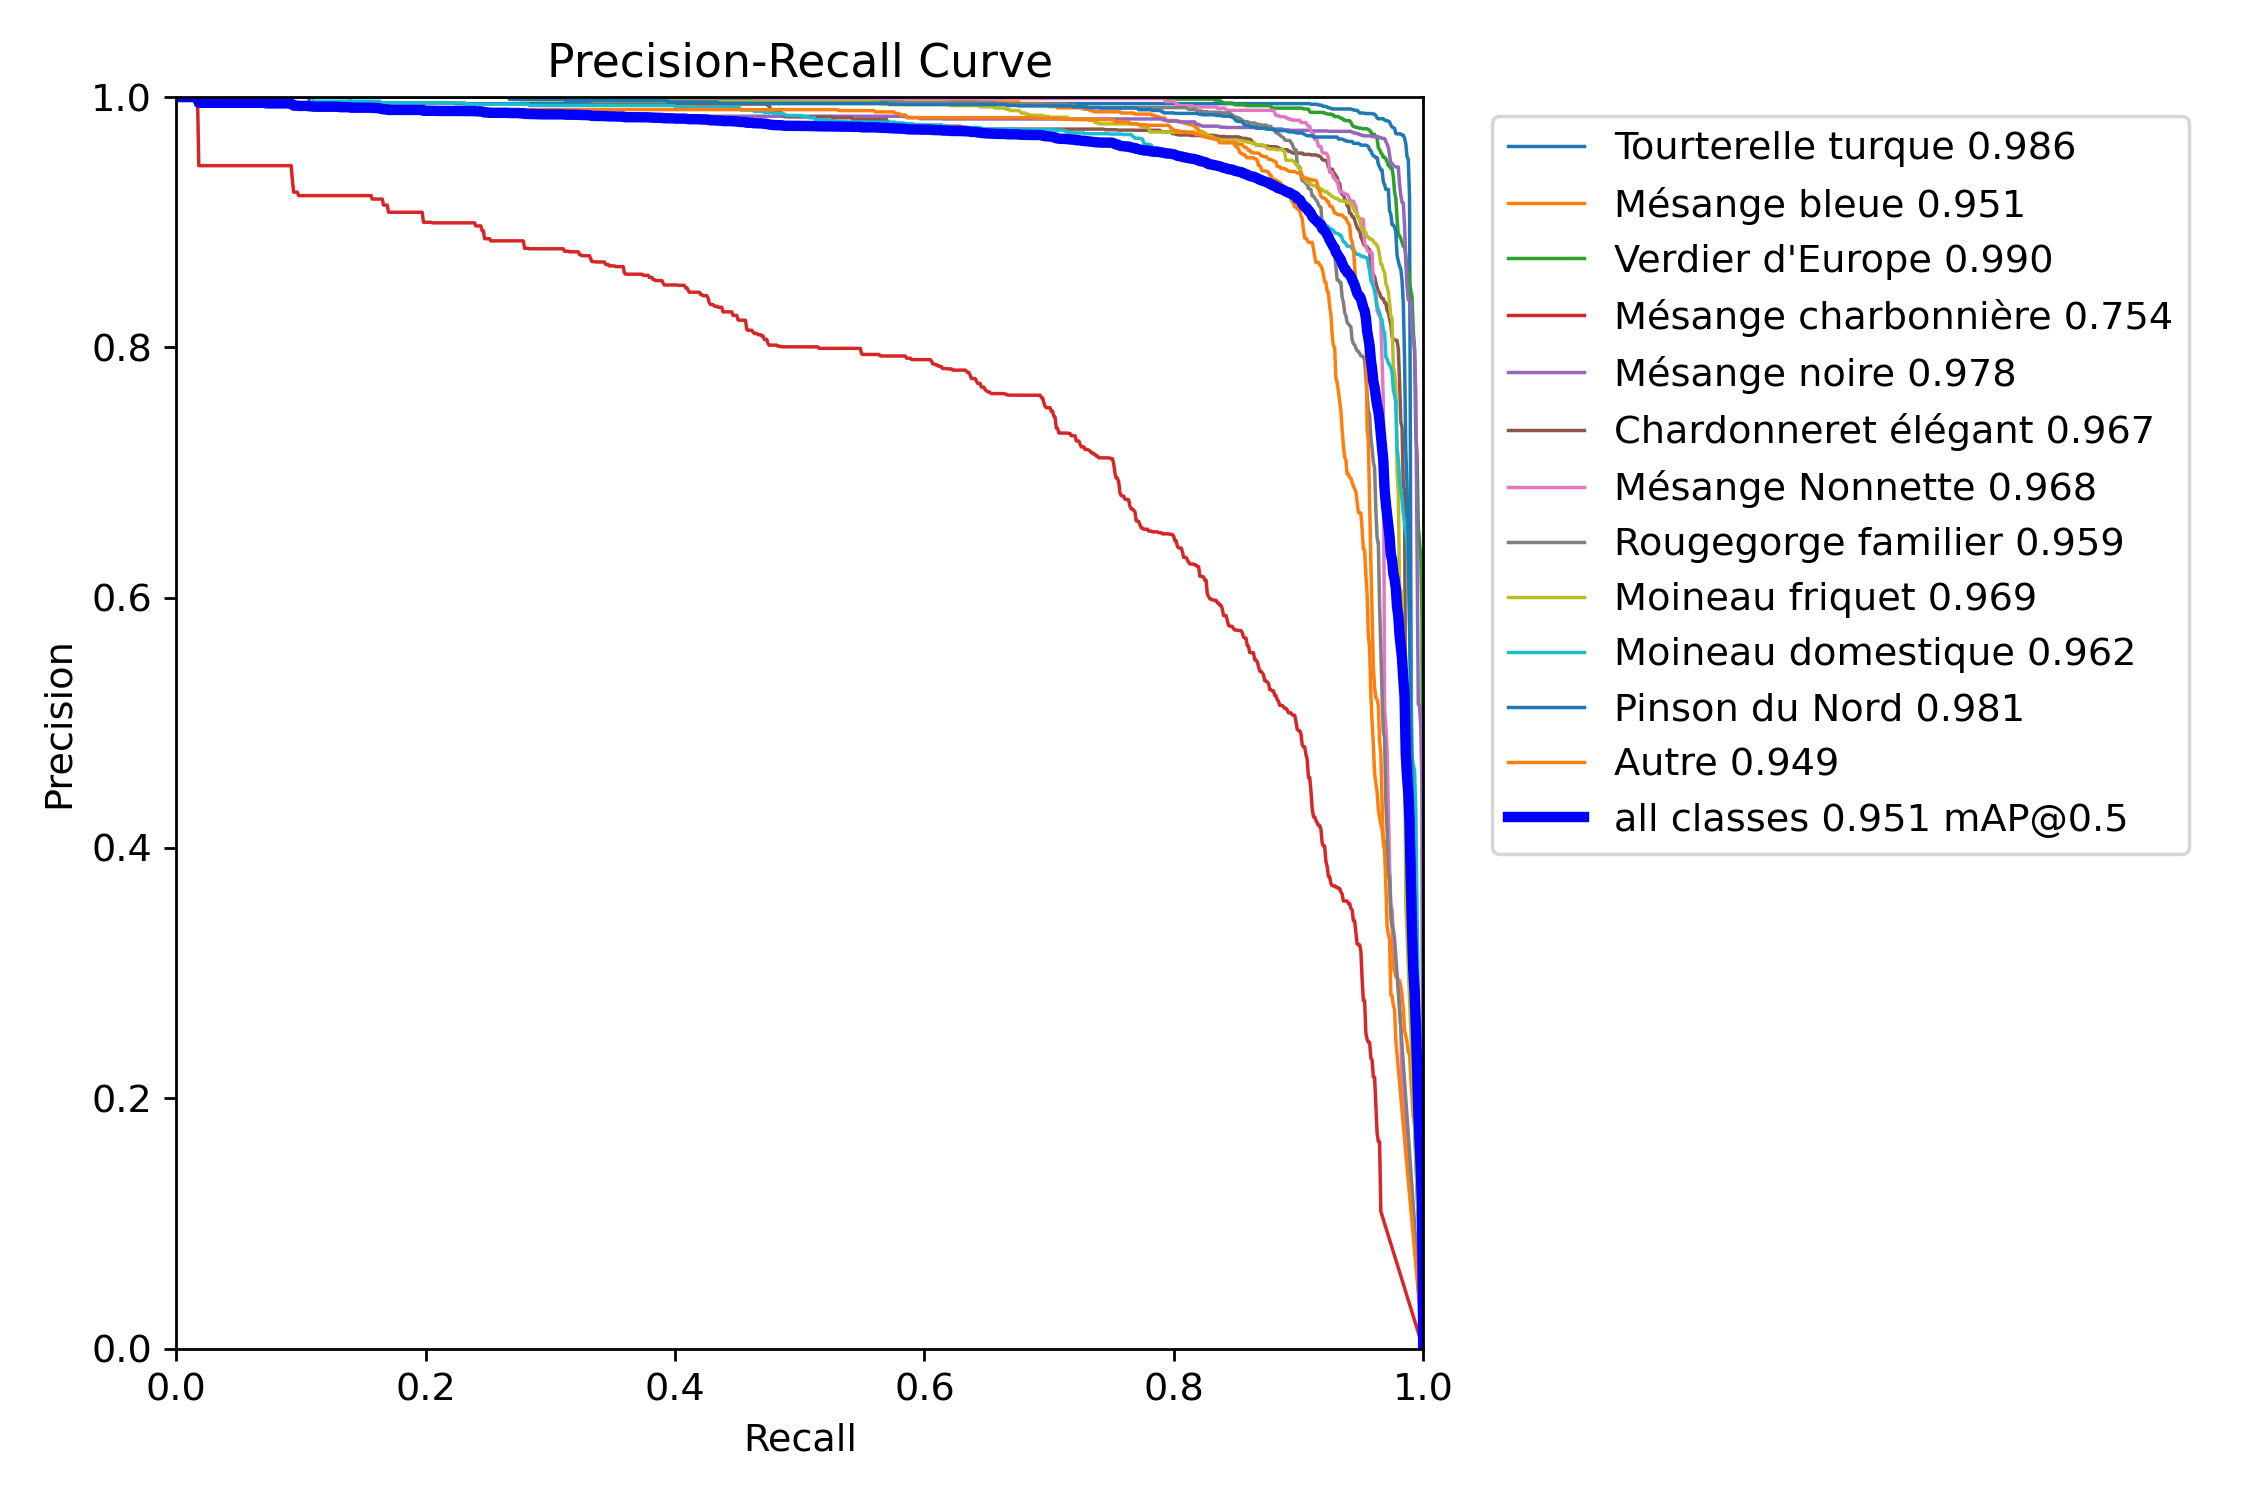 Precision-Recall Curve
1.0
0.8
0.6
0.4
0.2
0.0
Precision
0.0 0.2 0.4 0.6 0.8 1.0
Recall
Tourterelle turque 0.986
Mésange bleue 0.951
Verdier d'Europe 0.990
Mésange charbonnière 0.754
Mésange noire 0.978
Chardonneret élégant 0.967
Mésange Nonnette 0.968
Rougegorge familier 0.959
Moineau friquet 0.969
Moineau domestique 0.962
Pinson du Nord 0.981
Autre 0.949
all classes 0.951 mAP@0.5